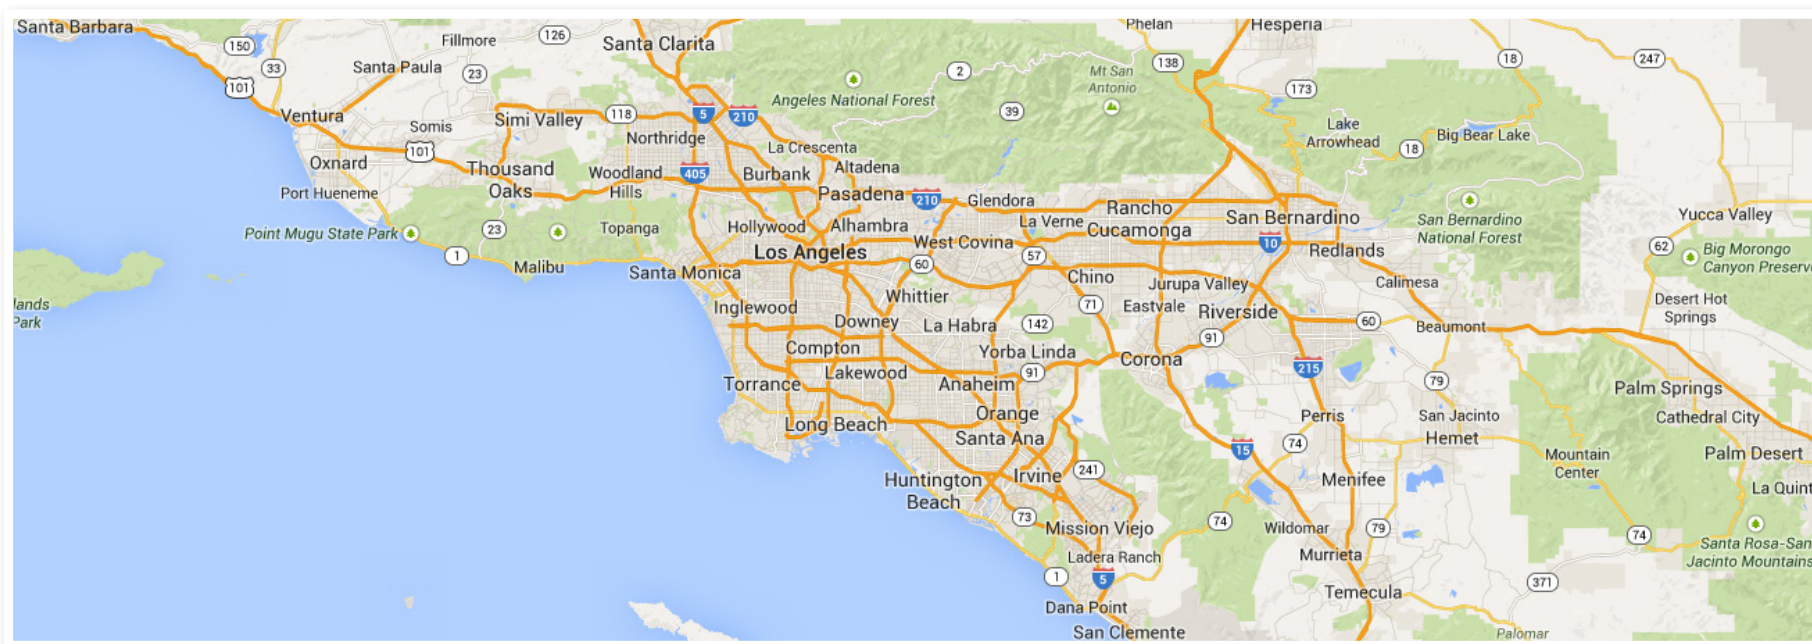 Santa Barbara
150
Fillmore
126
Santa Clarita
Phelan
Hesperia
33
Santa Paula
23
2
Mt San
Antonio
138
18
247
101
Angeles National Forest
39
173
Ventura
Somis
Simi Valley
118
5
210
Northridge
La Crescenta
Lake
Arrowhead
18
Big Bear Lake
Oxnard
101
Thousand
Oaks
Woodland
Hills
405
Burbank
Altadena
Port Hueneme
Pasadena
210
Glendora
Rancho
Cucamonga
San Bernardino
San Bernardino
National Forest
Yucca Valley
Point Mugu State Park
23
Topanga
Hollywood
Alhambra
La Verne
1
Malibu
Los Angeles
West Covina
10
Redlands
62
Big Morongo
Canyon Preserv
Santa Monica
60
57
Chino
Jurupa Valley
Calimesa
lands
Park
Inglewood
Whittier
71
Eastvale
Riverside
Desert Hot
Springs
Downey
La Habra
142
60
Beaumont
Compton
Yorba Linda
91
Corona
Torrance
Lakewood
Anaheim
91
215
79
Palm Springs
Long Beach
Orange
Perris
San Jacinto
Cathedral City
Santa Ana
15
74
Hemet
Palm Desert
Huntington
Beach
Irvine
241
Menifee
Mountain
Center
La Quint
73
Mission Viejo
74
Wildomar
79
74
Santa Rosa-San
Jacinto Mountains
Ladera Ranch
Murrieta
1
5
371
Dana Point
Temecula
San Clemente
Palomar